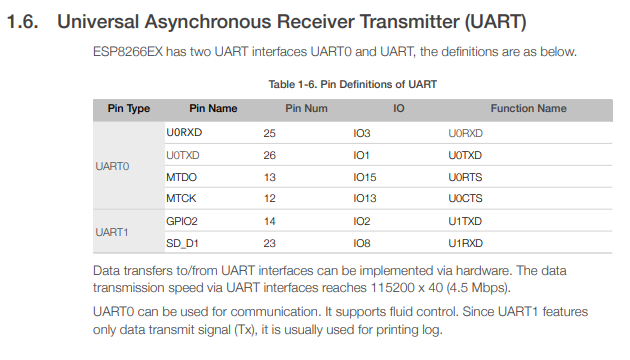 1.6. Universal Asynchronous Receiver Transmitter (UART)
ESP8266EX has two UART interfaces UART0 and UART, the definitions are as below.
Table 1-6. Pin Definitions of UART
Pin Type Pin Name Pin Num IO Function Name
UART0
U0RXD 25 IO3 U0RXD
U0TXD 26 IO1 U0TXD
MTDO 13 IO15 U0RTS
MTCK 12 IO13 U0CTS
UART1
GPIO2 14 IO2 U1TXD
SD_D1 23 IO8 U1RXD
Data transfers to/from UART interfaces can be implemented via hardware. The data
transmission speed via UART interfaces reaches 115200 x 40 (4.5 Mbps).
UART0 can be used for communication. It supports fluid control. Since UART1 features
only data transmit signal (Tx), it is usually used for printing log.